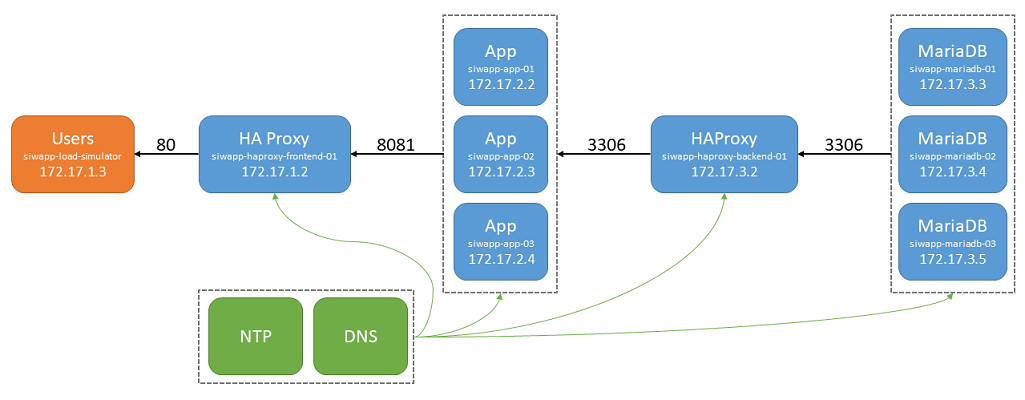 Users
siwapp-load-simulator
172.17.1.3
80
HA Proxy
siwapp-haproxy-frontend-01
172.17.1.2
8081
App
siwapp-app-01
172.17.2.2
App
siwapp-app-02
172.17.2.3
App
siwapp-app-03
172.17.2.4
3306
HAProxy
siwapp-haproxy-backend-01
172.17.3.2
3306
MariaDB
siwapp-mariadb-01
172.17.3.3
MariaDB
siwapp-mariadb-02
172.17.3.4
MariaDB
siwapp-mariadb-03
172.17.3.5
NTP
DNS